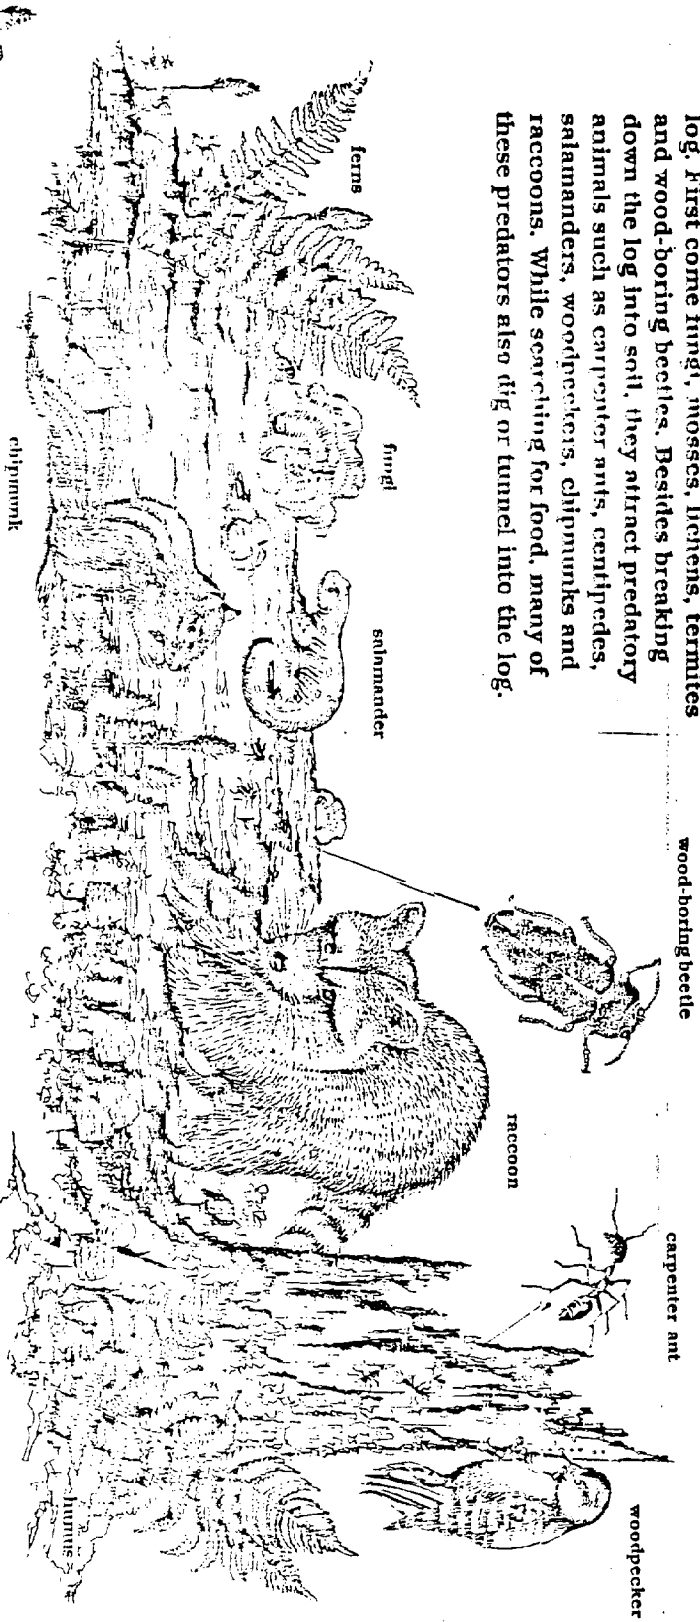 log. First come fungi, mosses, lichens, termites
and wood-boring beetles. Besides breaking
down the log into soil, they attract predatory
animals such as carpenter ants, centipedes,
salamanders, woodpeckers, chipmunks and
raccoons. While searching for food, many of
these predators also dig or tunnel into the log.
wood-boring beetle
carpenter ant
woodpecker
raccoon
ferns
fungi
salamander
chipmunk
humus